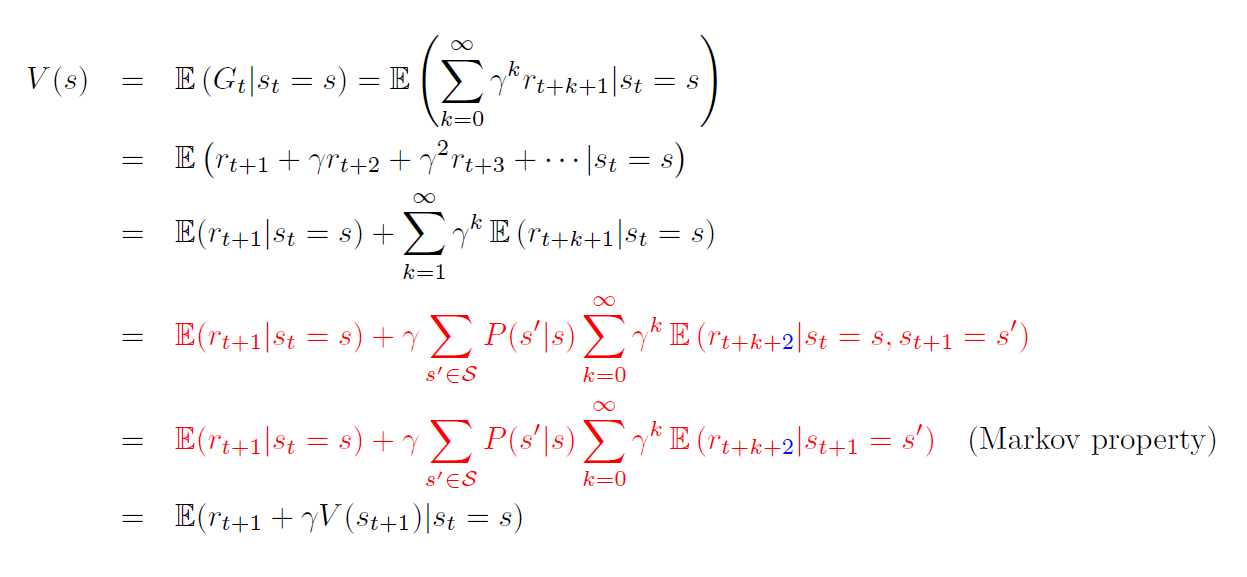 V(s) = 𝔼(G_t|s_t = s) = 𝔼(∑_{k=0}^{∞} γ^k r_{t+k+1}|s_t = s)
= 𝔼(r_{t+1} + γr_{t+2} + γ^2 r_{t+3} + ⋯|s_t = s)
= 𝔼(r_{t+1}|s_t = s) + ∑_{k=1}^{∞} γ^k 𝔼(r_{t+k+1}|s_t = s)
= 𝔼(r_{t+1}|s_t = s) + γ ∑_{s′∈𝒮} P(s′|s) ∑_{k=0}^{∞} γ^k 𝔼(r_{t+k+2}|s_t = s, s_{t+1} = s′)
= 𝔼(r_{t+1}|s_t = s) + γ ∑_{s′∈𝒮} P(s′|s) ∑_{k=0}^{∞} γ^k 𝔼(r_{t+k+2}|s_{t+1} = s′) (Markov property)
= 𝔼(r_{t+1} + γV(s_{t+1})|s_t = s)